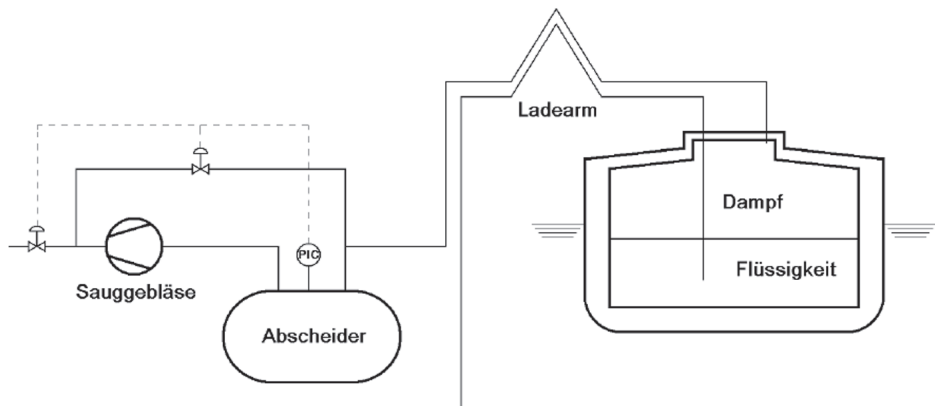 Ladearm
Dampf
Flüssigkeit
PIC
Sauggebläse
Abscheider